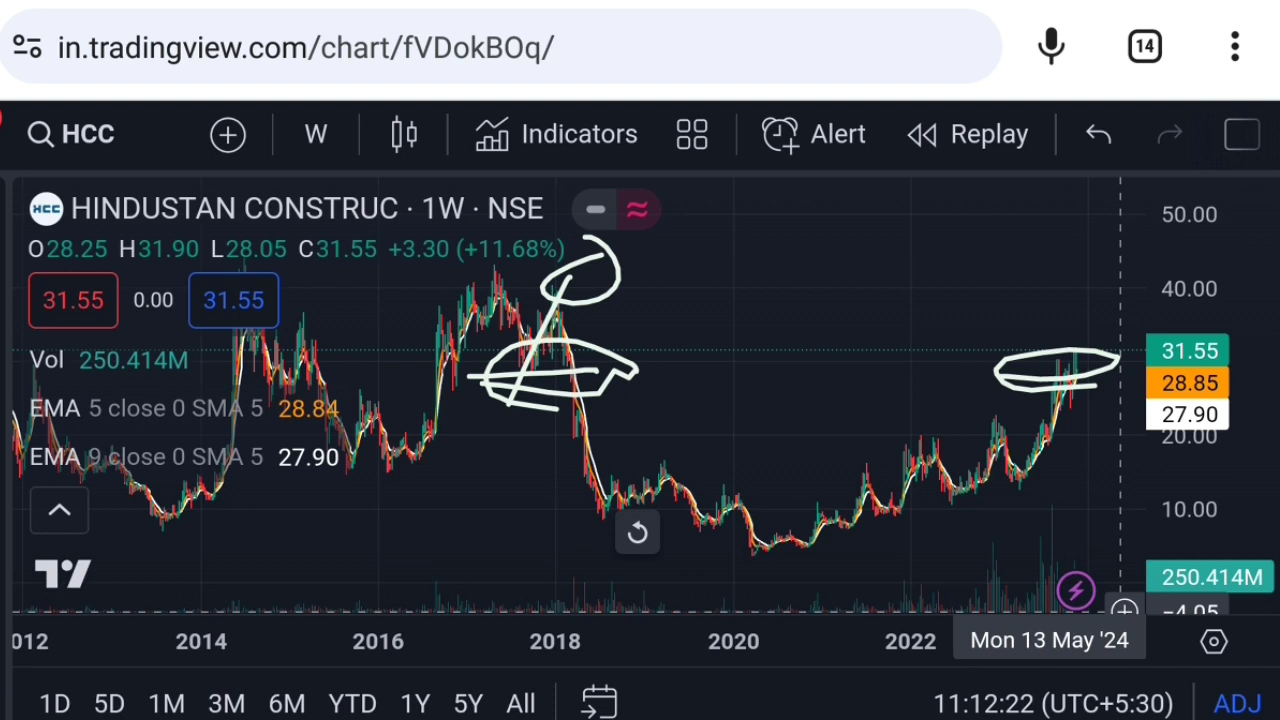 in.tradingview.com/chart/fVDokBOq/
14
HCC
W
Indicators
Alert
Replay
HCC
HINDUSTAN CONSTRUC · 1W · NSE
O28.25 H31.90 L28.05 C31.55 +3.30 (+11.68%)
31.55 0.00 31.55
Vol 250.414M
EMA 5 close 0 SMA 5 28.84
EMA 9 close 0 SMA 5 27.90
50.00
40.00
31.55
28.85
27.90
20.00
10.00
250.414M
−4.05
012 2014 2016 2018 2020 2022 Mon 13 May '24
1D 5D 1M 3M 6M YTD 1Y 5Y All 11:12:22 (UTC+5:30) ADJ